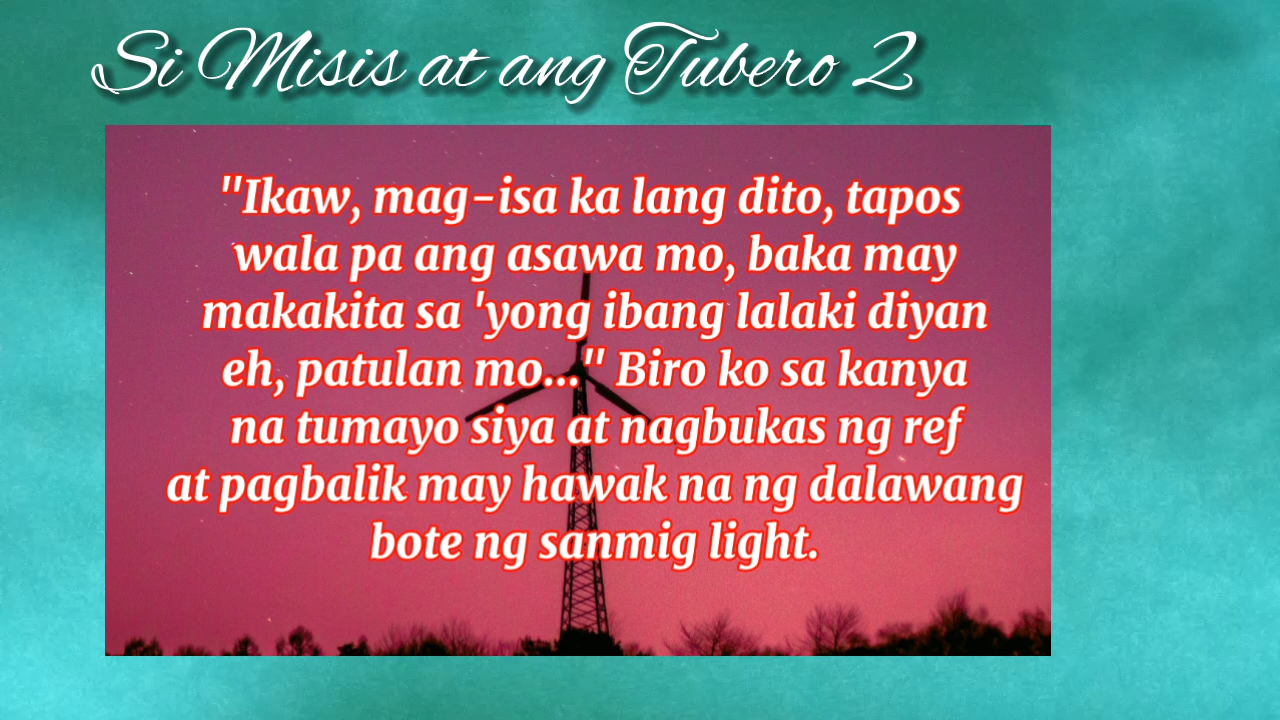 Si Misis at ang Tubero 2
"Ikaw, mag-isa ka lang dito, tapos
wala pa ang asawa mo, baka may
makakita sa 'yong ibang lalaki diyan
eh, patulan mo..." Biro ko sa kanya
na tumayo siya at nagbukas ng ref
at pagbalik may hawak na ng dalawang
bote ng sanmig light.